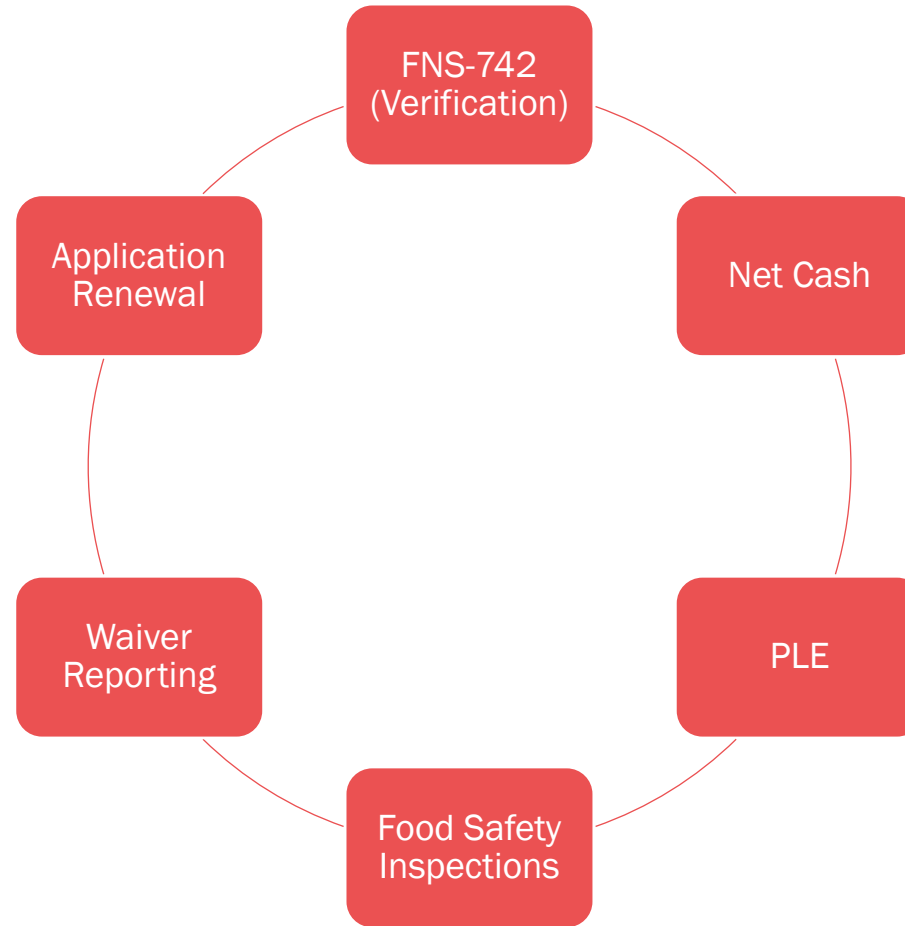 FNS-742
(Verification)
Net Cash
PLE
Food Safety
Inspections
Waiver
Reporting
Application
Renewal